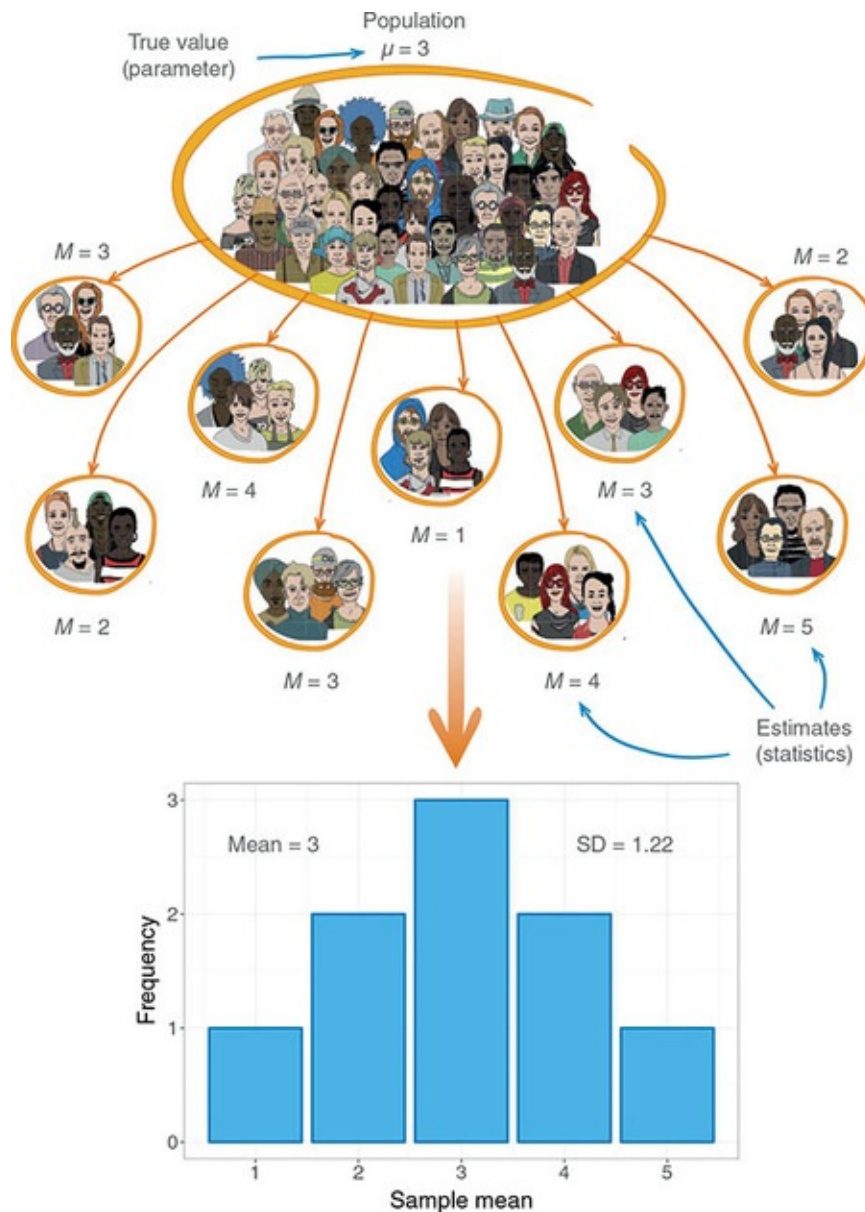 Population
True value
(parameter)
μ = 3
M = 3
M = 2
M = 4
M = 3
M = 1
M = 2
M = 3
M = 4
M = 5
Estimates
(statistics)
3
Mean = 3
SD = 1.22
2
Frequency
1
0
1 2 3 4 5
Sample mean